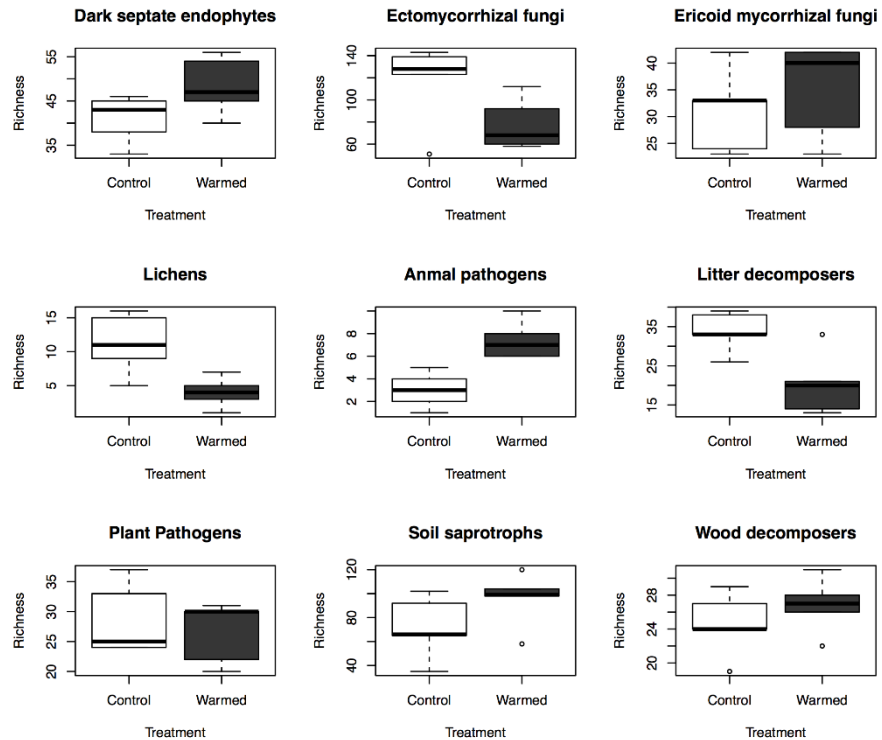 Dark septate endophytes
Richness
35
45
55
Control
Warmed
Treatment
Ectomycorrhizal fungi
Richness
60
100
140
Control
Warmed
Treatment
Ericoid mycorrhizal fungi
Richness
25
30
35
40
Control
Warmed
Treatment
Lichens
Richness
5
10
15
Control
Warmed
Treatment
Anmal pathogens
Richness
2
4
6
8
Control
Warmed
Treatment
Litter decomposers
Richness
15
25
35
Control
Warmed
Treatment
Plant Pathogens
Richness
20
25
30
35
Control
Warmed
Treatment
Soil saprotrophs
Richness
40
80
120
Control
Warmed
Treatment
Wood decomposers
Richness
20
24
28
Control
Warmed
Treatment